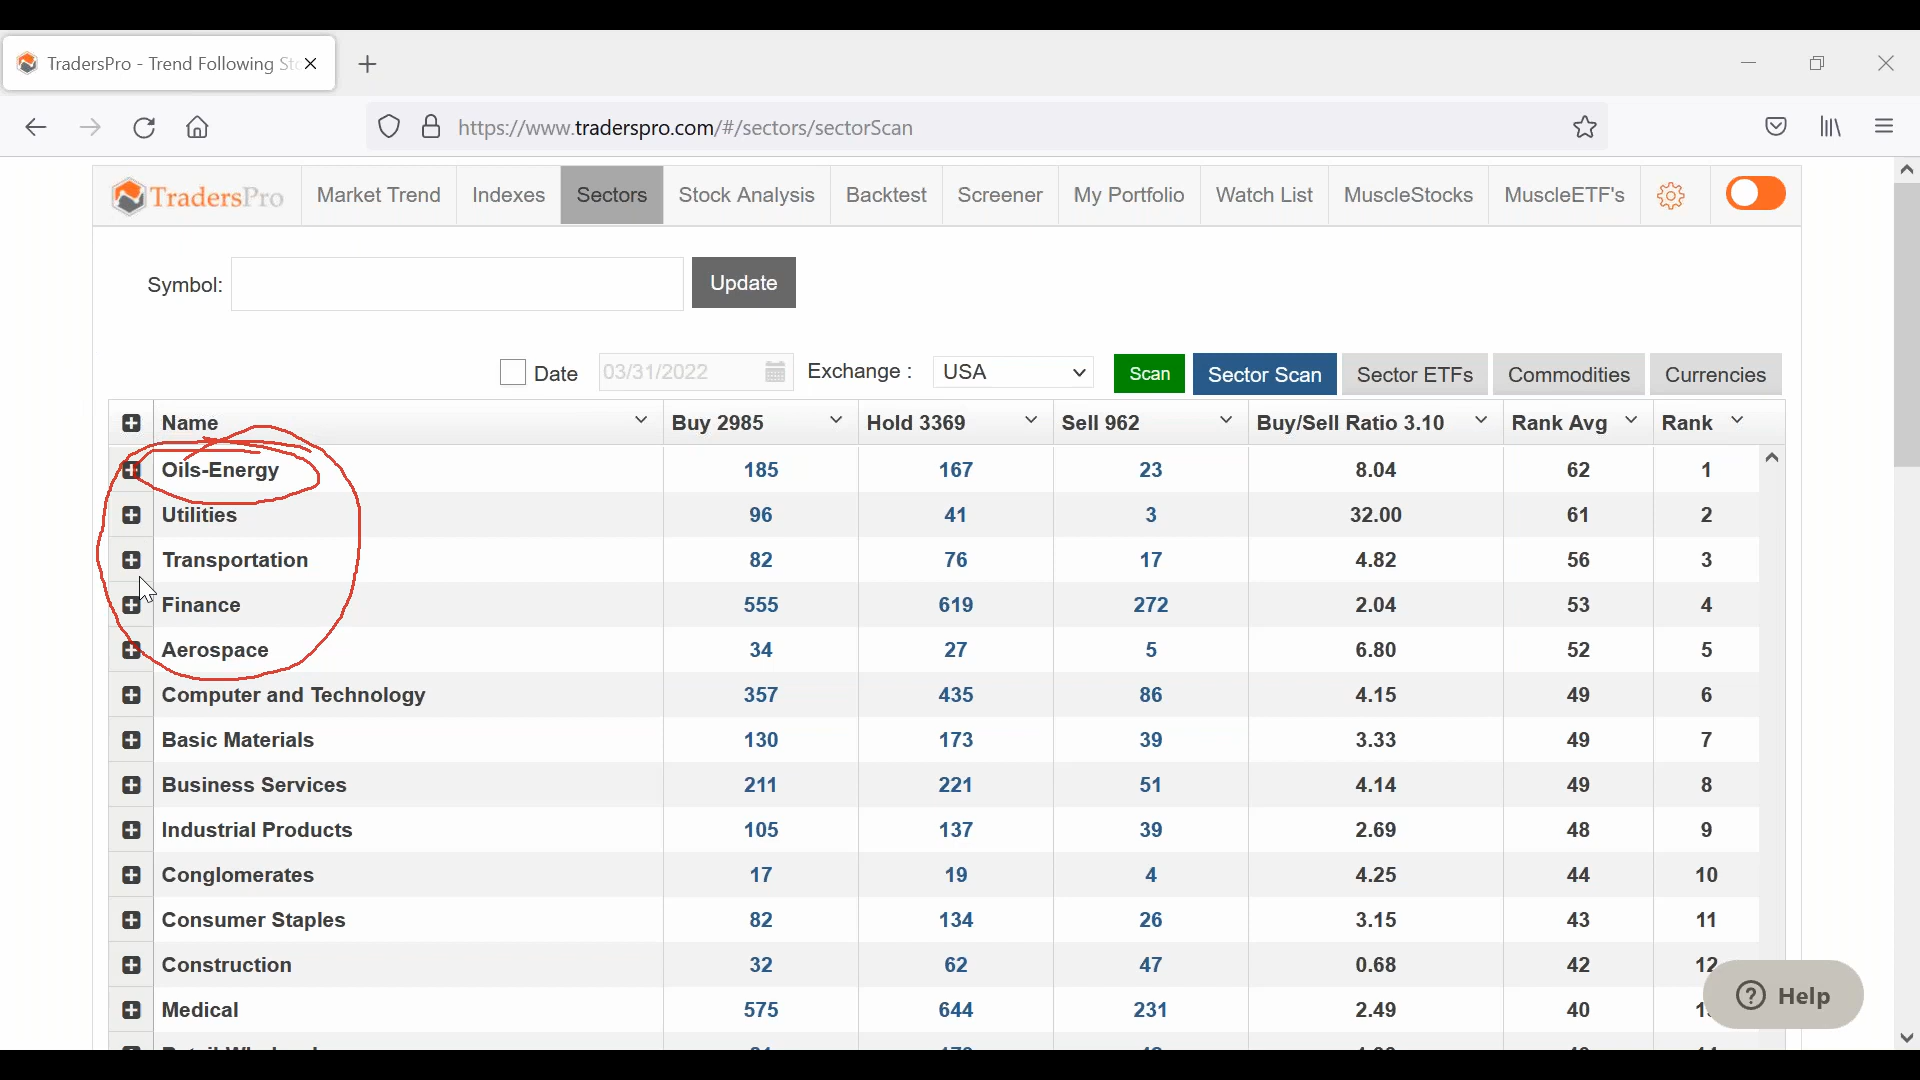 TradersPro - Trend Following Sto
https://www.traderspro.com/#/sectors/sectorScan
TradersPro Market Trend Indexes Sectors Stock Analysis Backtest Screener My Portfolio Watch List MuscleStocks MuscleETF's
Symbol: Update
Date 03/31/2022 Exchange : USA Scan Sector Scan Sector ETFs Commodities Currencies
Name Buy 2985 Hold 3369 Sell 962 Buy/Sell Ratio 3.10 Rank Avg Rank
Oils-Energy 185 167 23 8.04 62 1
Utilities 96 41 3 32.00 61 2
Transportation 82 76 17 4.82 56 3
Finance 555 619 272 2.04 53 4
Aerospace 34 27 5 6.80 52 5
Computer and Technology 357 435 86 4.15 49 6
Basic Materials 130 173 39 3.33 49 7
Business Services 211 221 51 4.14 49 8
Industrial Products 105 137 39 2.69 48 9
Conglomerates 17 19 4 4.25 44 10
Consumer Staples 82 134 26 3.15 43 11
Construction 32 62 47 0.68 42 12
Medical 575 644 231 2.49 40
Help